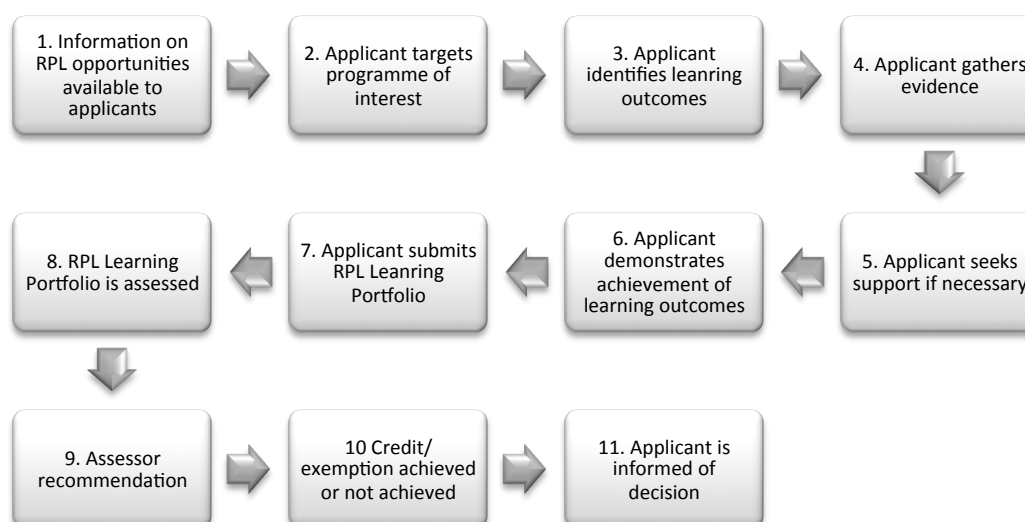 1. Information on
RPL opportunities
available to
applicants
2. Applicant targets
programme of
interest
3. Applicant
identifies leanring
outcomes
4. Applicant gathers
evidence
5. Applicant seeks
support if necessary
6. Applicant
demonstrates
achievement of
learning outcomes
7. Applicant submits
RPL Leanring
Portfolio
8. RPL Learning
Portfolio is assessed
9. Assessor
recommendation
10 Credit/
exemption achieved
or not achieved
11. Applicant is
informed of
decision